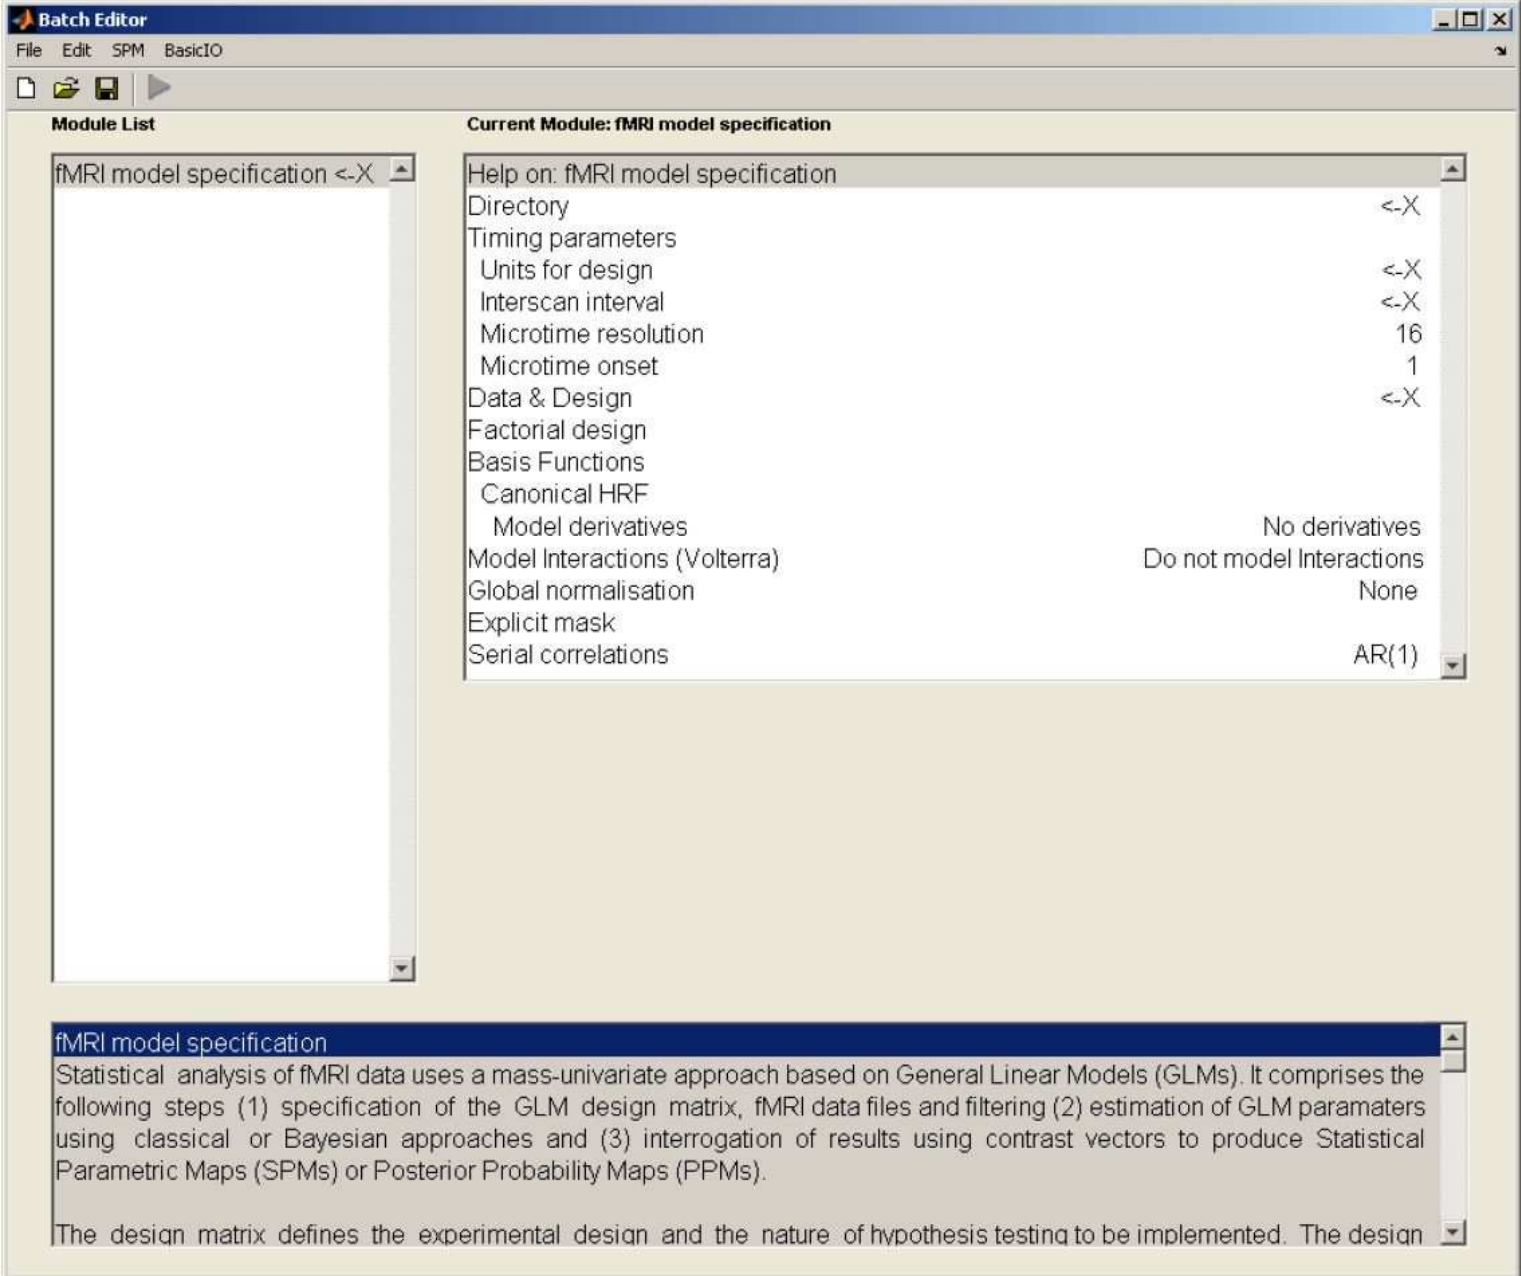 Batch Editor
File Edit SPM BasicIO
Module List
Current Module: fMRI model specification
fMRI model specification <-X
Help on: fMRI model specification
Directory <-X
Timing parameters
Units for design <-X
Interscan interval <-X
Microtime resolution 16
Microtime onset 1
Data & Design <-X
Factorial design
Basis Functions
Canonical HRF
Model derivatives No derivatives
Model Interactions (Volterra) Do not model Interactions
Global normalisation None
Explicit mask
Serial correlations AR(1)
fMRI model specification
Statistical analysis of fMRI data uses a mass-univariate approach based on General Linear Models (GLMs). It comprises the
following steps (1) specification of the GLM design matrix, fMRI data files and filtering (2) estimation of GLM paramaters
using classical or Bayesian approaches and (3) interrogation of results using contrast vectors to produce Statistical
Parametric Maps (SPMs) or Posterior Probability Maps (PPMs).
The design matrix defines the experimental design and the nature of hypothesis testing to be implemented. The design